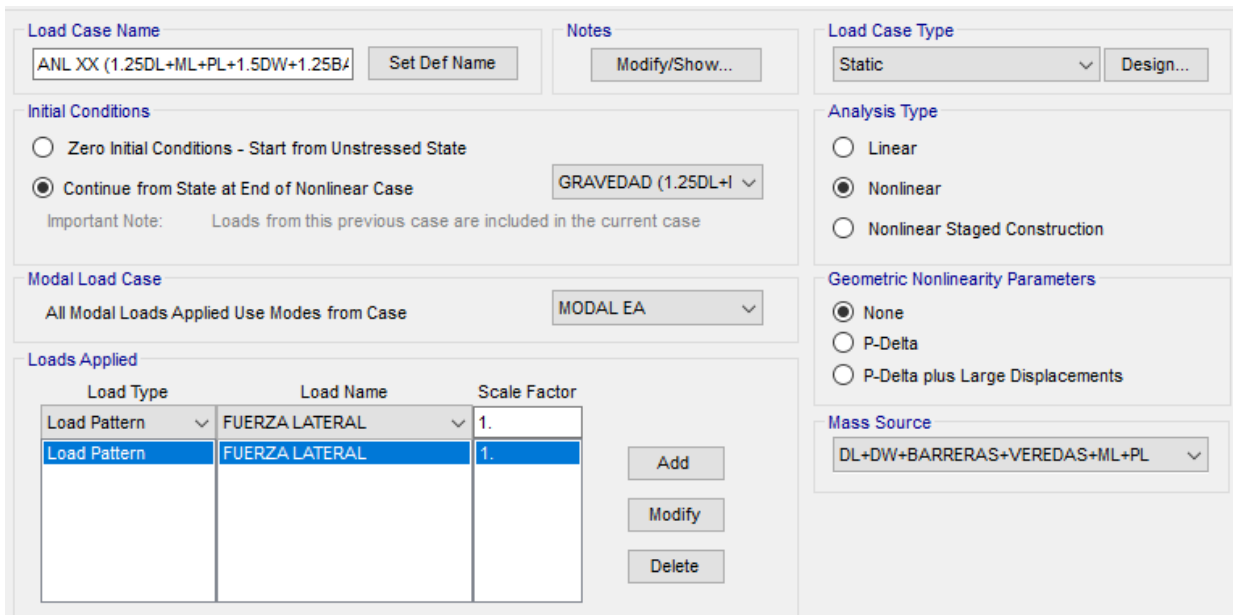 Load Case Name
ANL XX (1.25DL+ML+PL+1.5DW+1.25BA
Set Def Name
Notes
Modify/Show...
Load Case Type
Static
Design...
Initial Conditions
Zero Initial Conditions - Start from Unstressed State
Continue from State at End of Nonlinear Case
GRAVEDAD (1.25DL+I
Important Note: Loads from this previous case are included in the current case
Analysis Type
Linear
Nonlinear
Nonlinear Staged Construction
Modal Load Case
All Modal Loads Applied Use Modes from Case
MODAL EA
Geometric Nonlinearity Parameters
None
P-Delta
P-Delta plus Large Displacements
Loads Applied
Load Type Load Name Scale Factor
Load Pattern FUERZA LATERAL 1.
Load Pattern FUERZA LATERAL 1.
Add
Modify
Delete
Mass Source
DL+DW+BARRERAS+VEREDAS+ML+PL